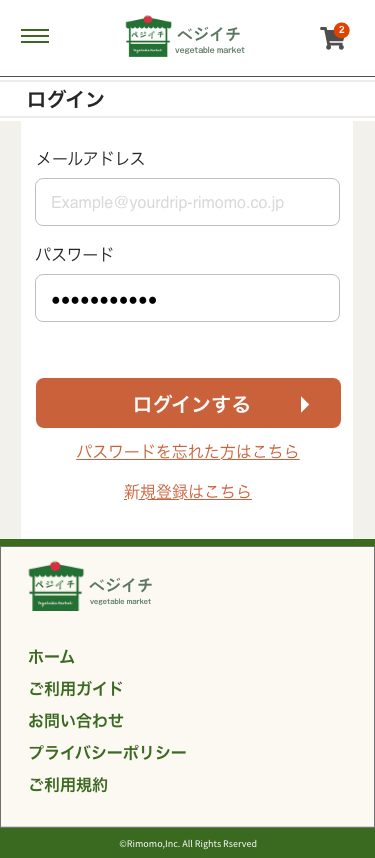 ベジイチ
ベジイチ
vegetable market
2
ログイン
メールアドレス
Example@yourdrip-rimomo.co.jp
パスワード
●●●●●●●●●●●
ログインする
パスワードを忘れた方はこちら
新規登録はこちら
ベジイチ
Vegetable Market
ベジイチ
vegetable market
ホーム
ご利用ガイド
お問い合わせ
プライバシーポリシー
ご利用規約
©Rimomo,Inc. All Rights Rserved